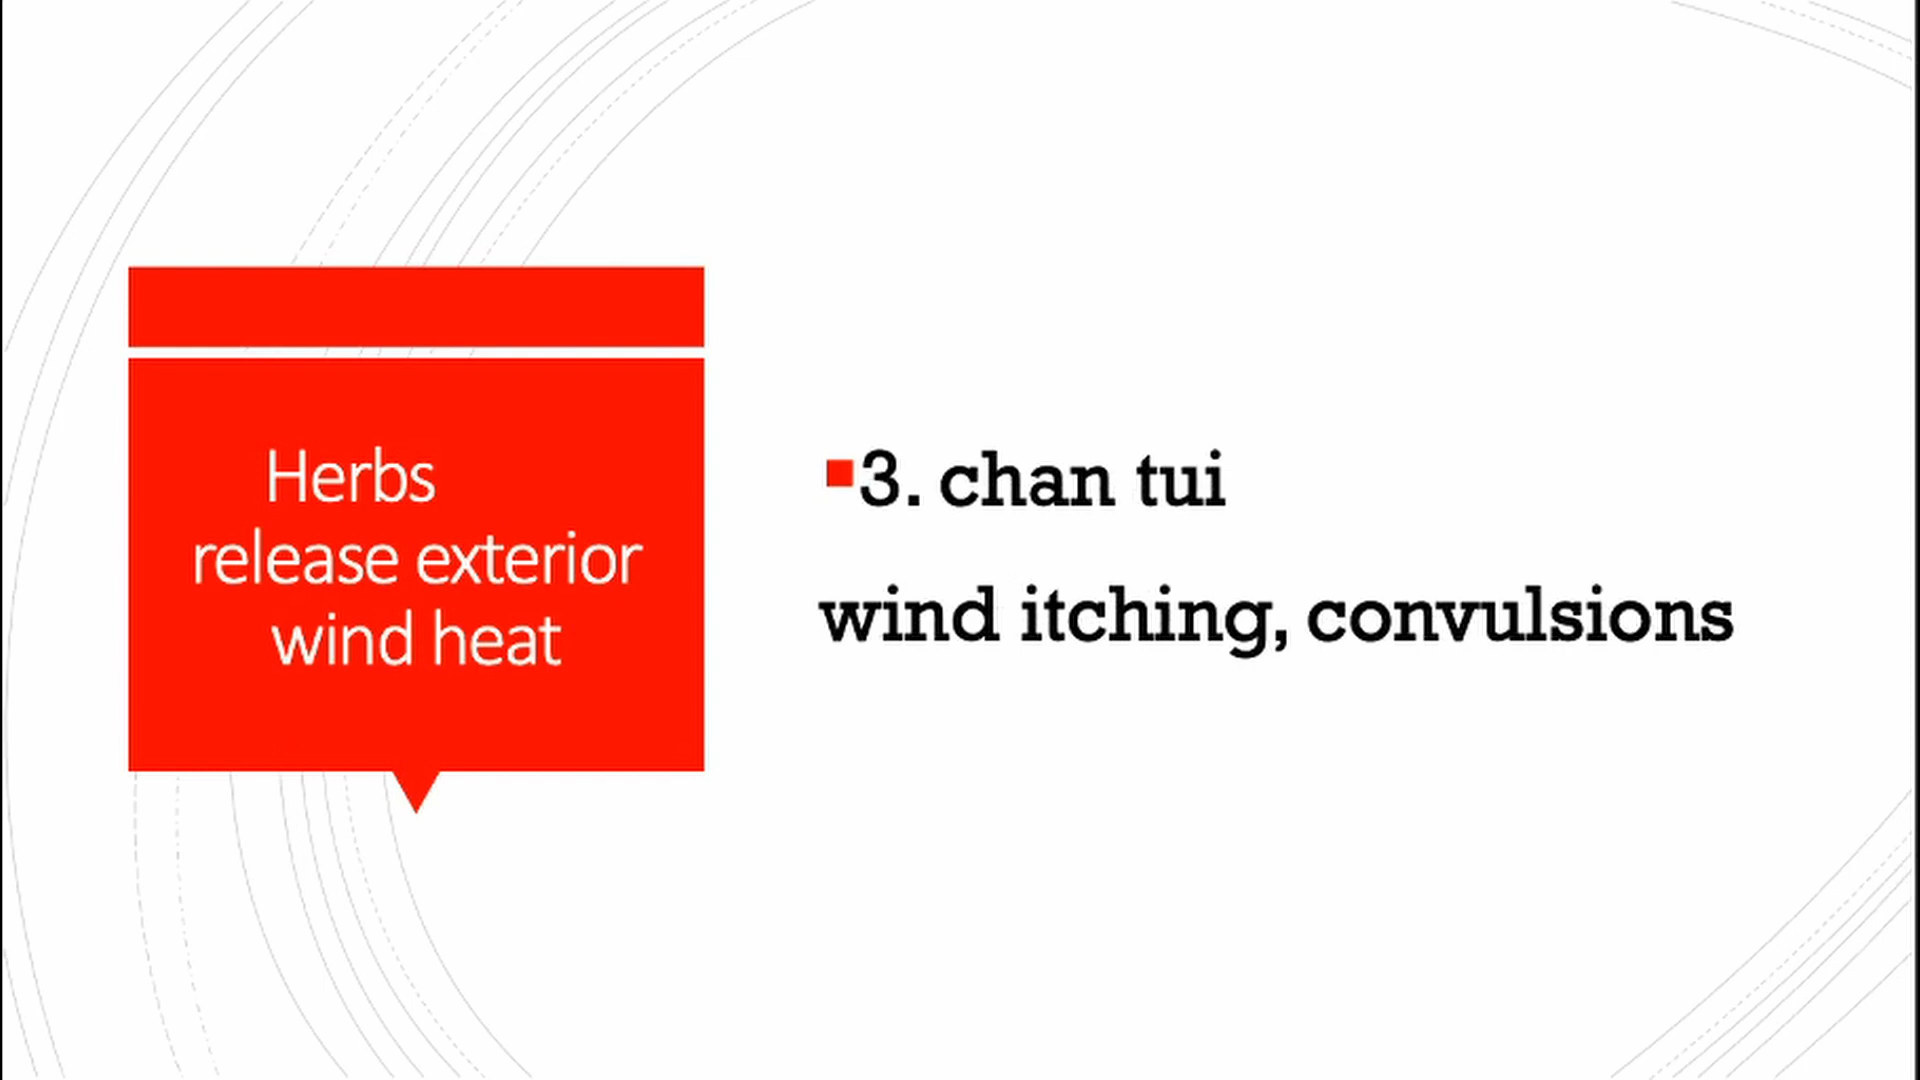 Herbs
release exterior
wind heat
3. chan tui
wind itching, convulsions